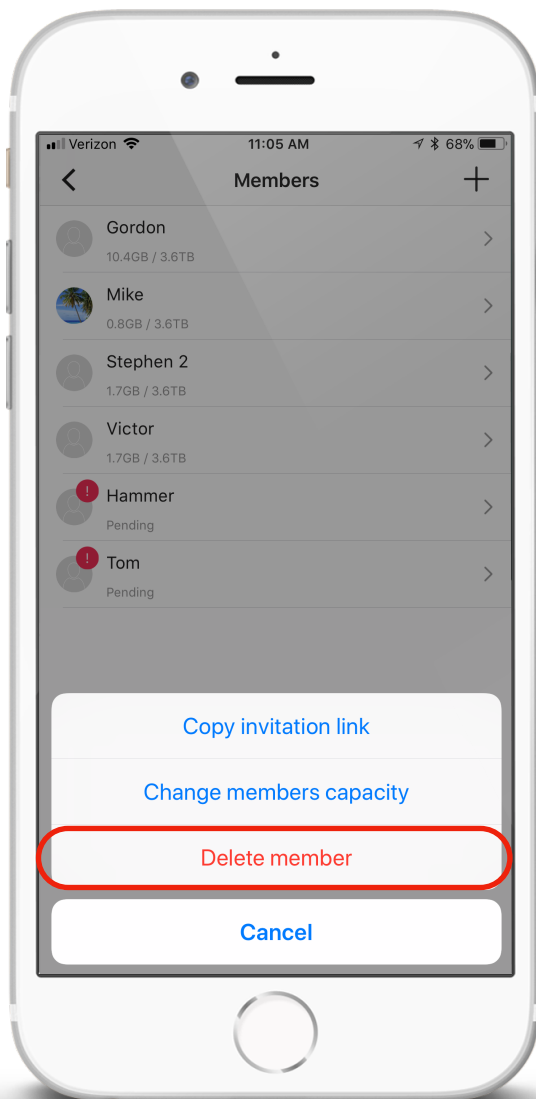 Verizon 11:05 AM 68%
Members
Gordon
10.4GB / 3.6TB
Mike
0.8GB / 3.6TB
Stephen 2
1.7GB / 3.6TB
Victor
1.7GB / 3.6TB
! Hammer
Pending
! Tom
Pending
Copy invitation link
Change members capacity
Delete member
Cancel